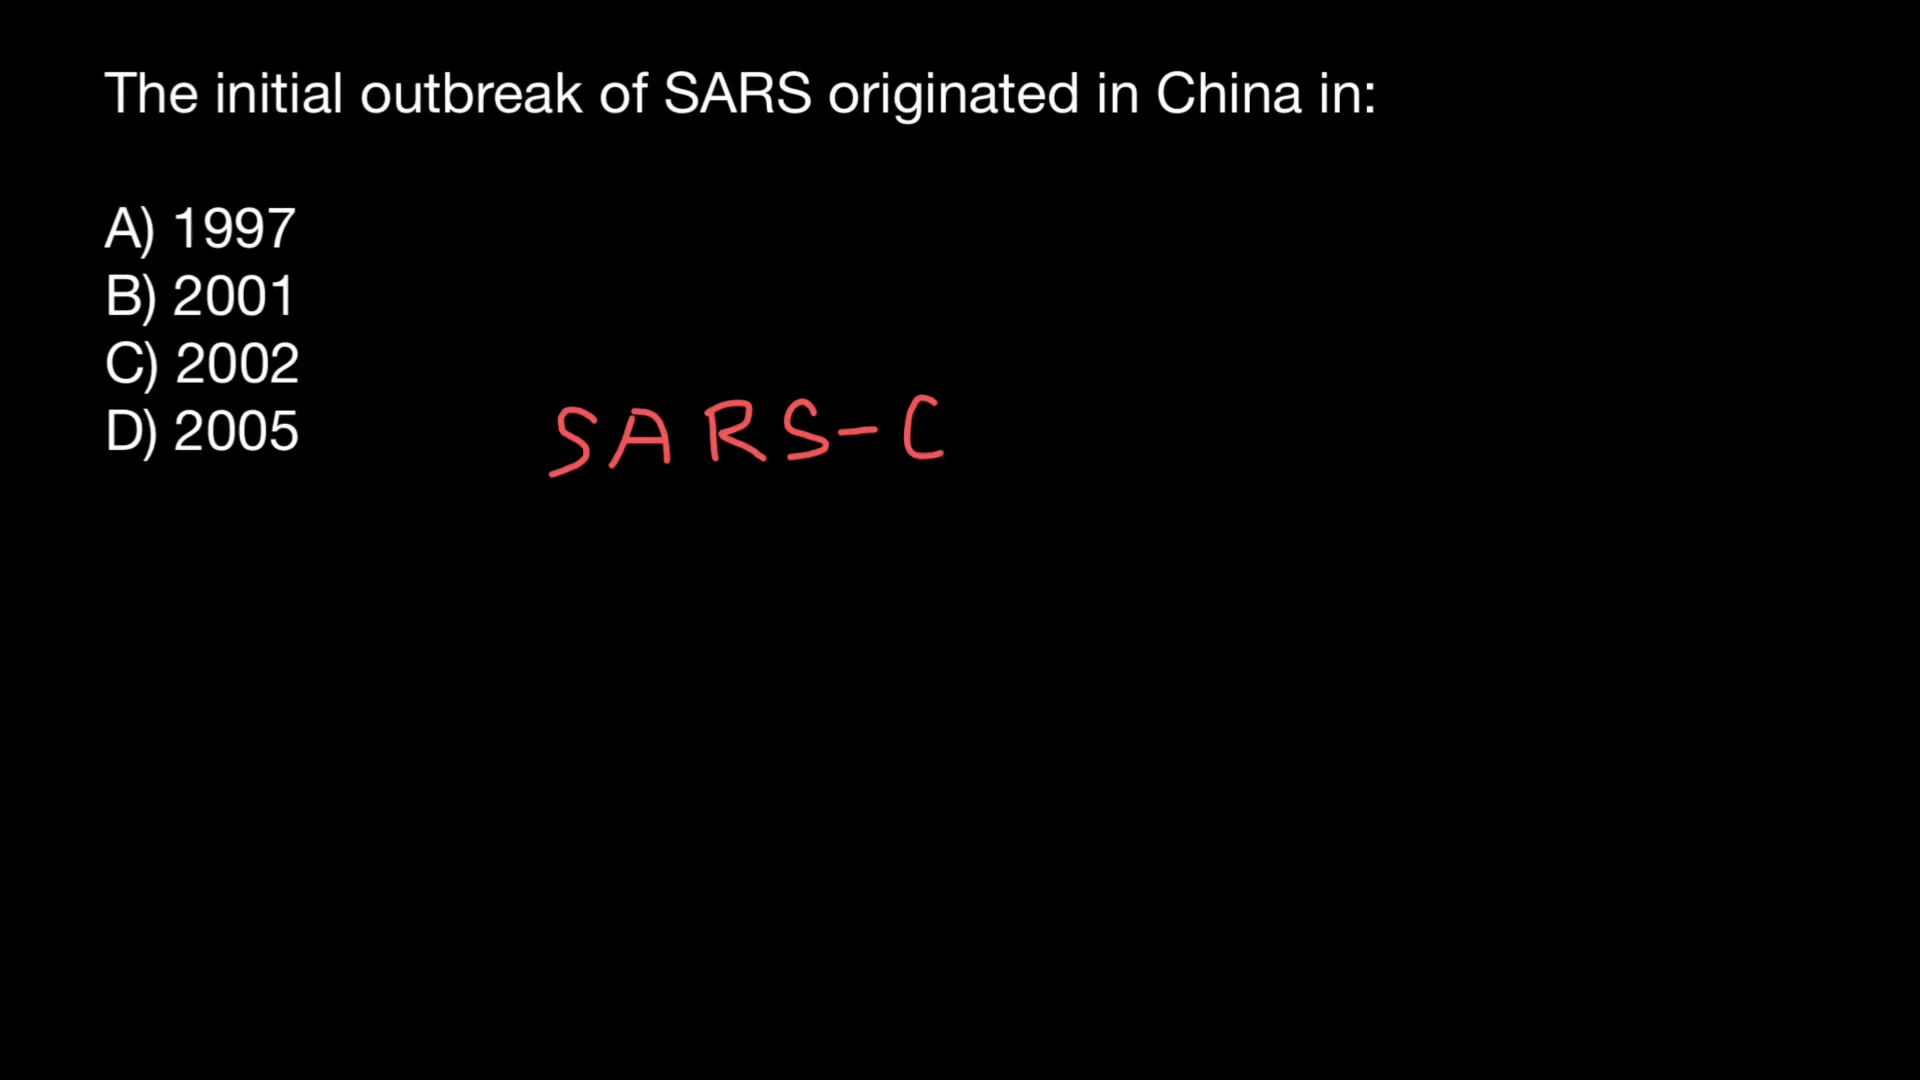 The initial outbreak of SARS originated in China in:
A) 1997
B) 2001
C) 2002
D) 2005
SARS-C